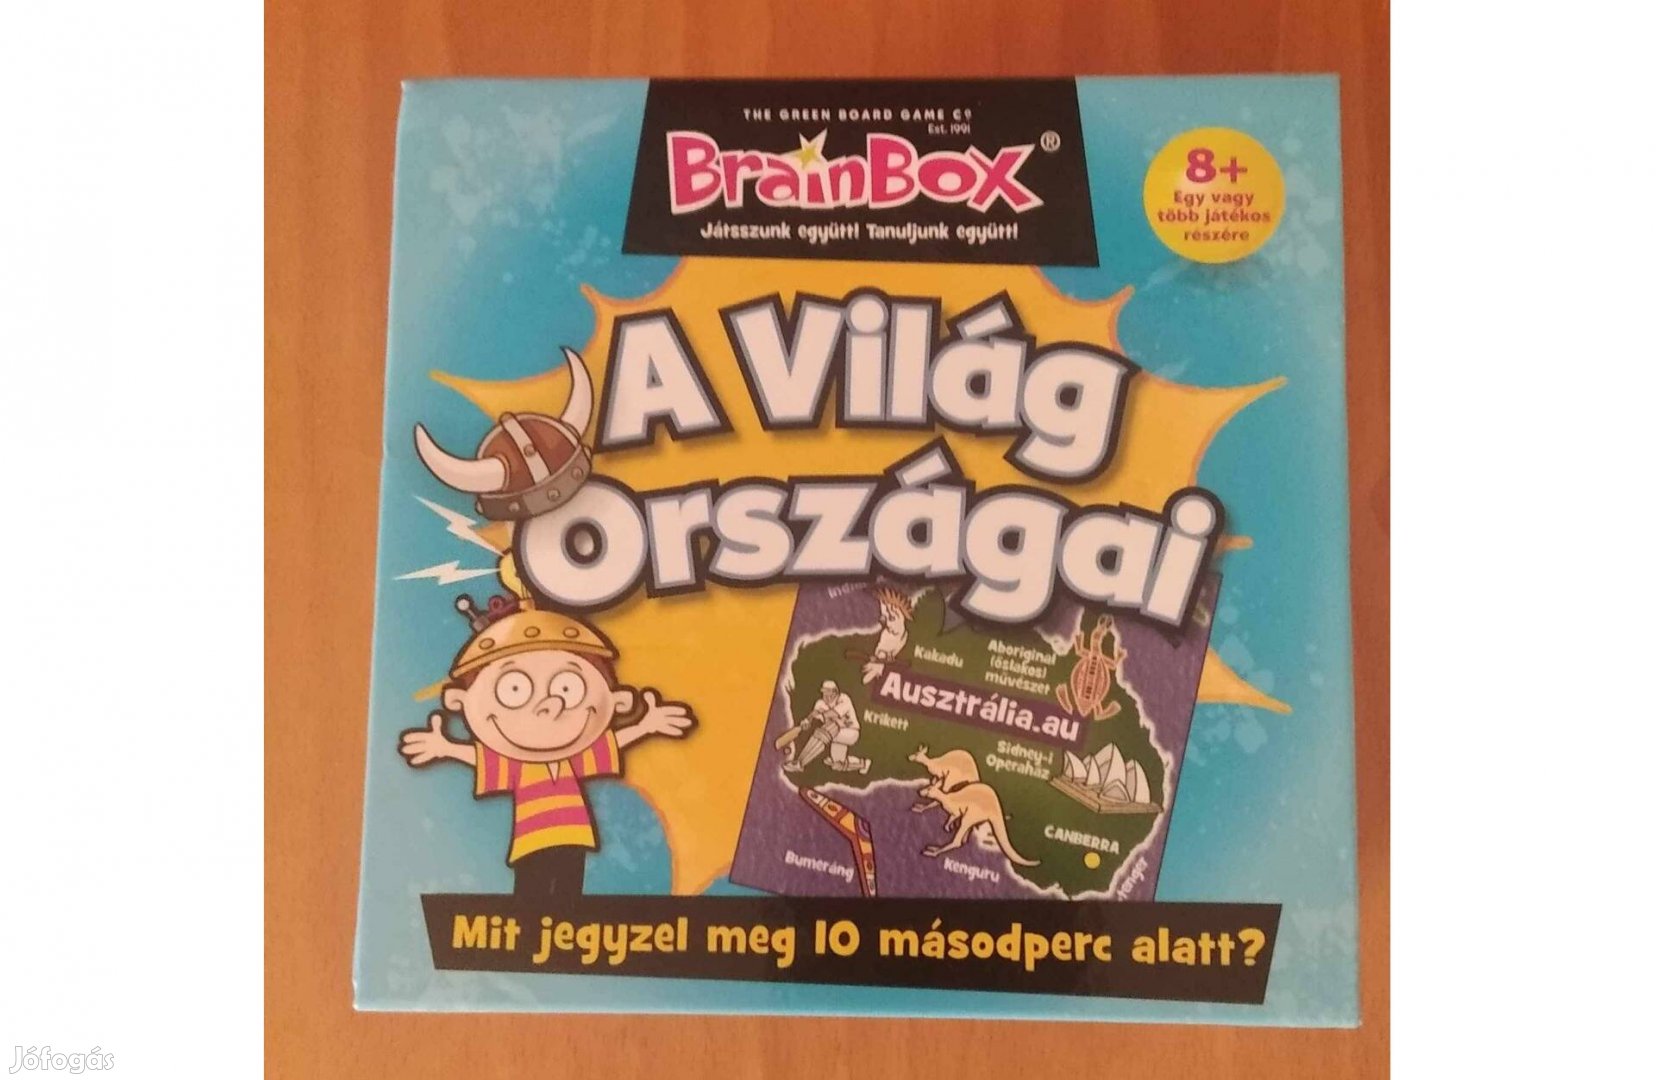 THE GREEN BOARD GAME Cº
Est. 1991
BrainBox®
Játsszunk együtt! Tanuljunk együtt!
8+
Egy vagy
több játékos
részére
A Világ
Országai
Kakadu
Aboriginal
(őslakos)
művészet
Ausztrália.au
Krikett
Sidney-i
Operaház
CANBERRA
Bumeráng
Kenguru
Mit jegyzel meg 10 másodperc alatt?
Jófogás